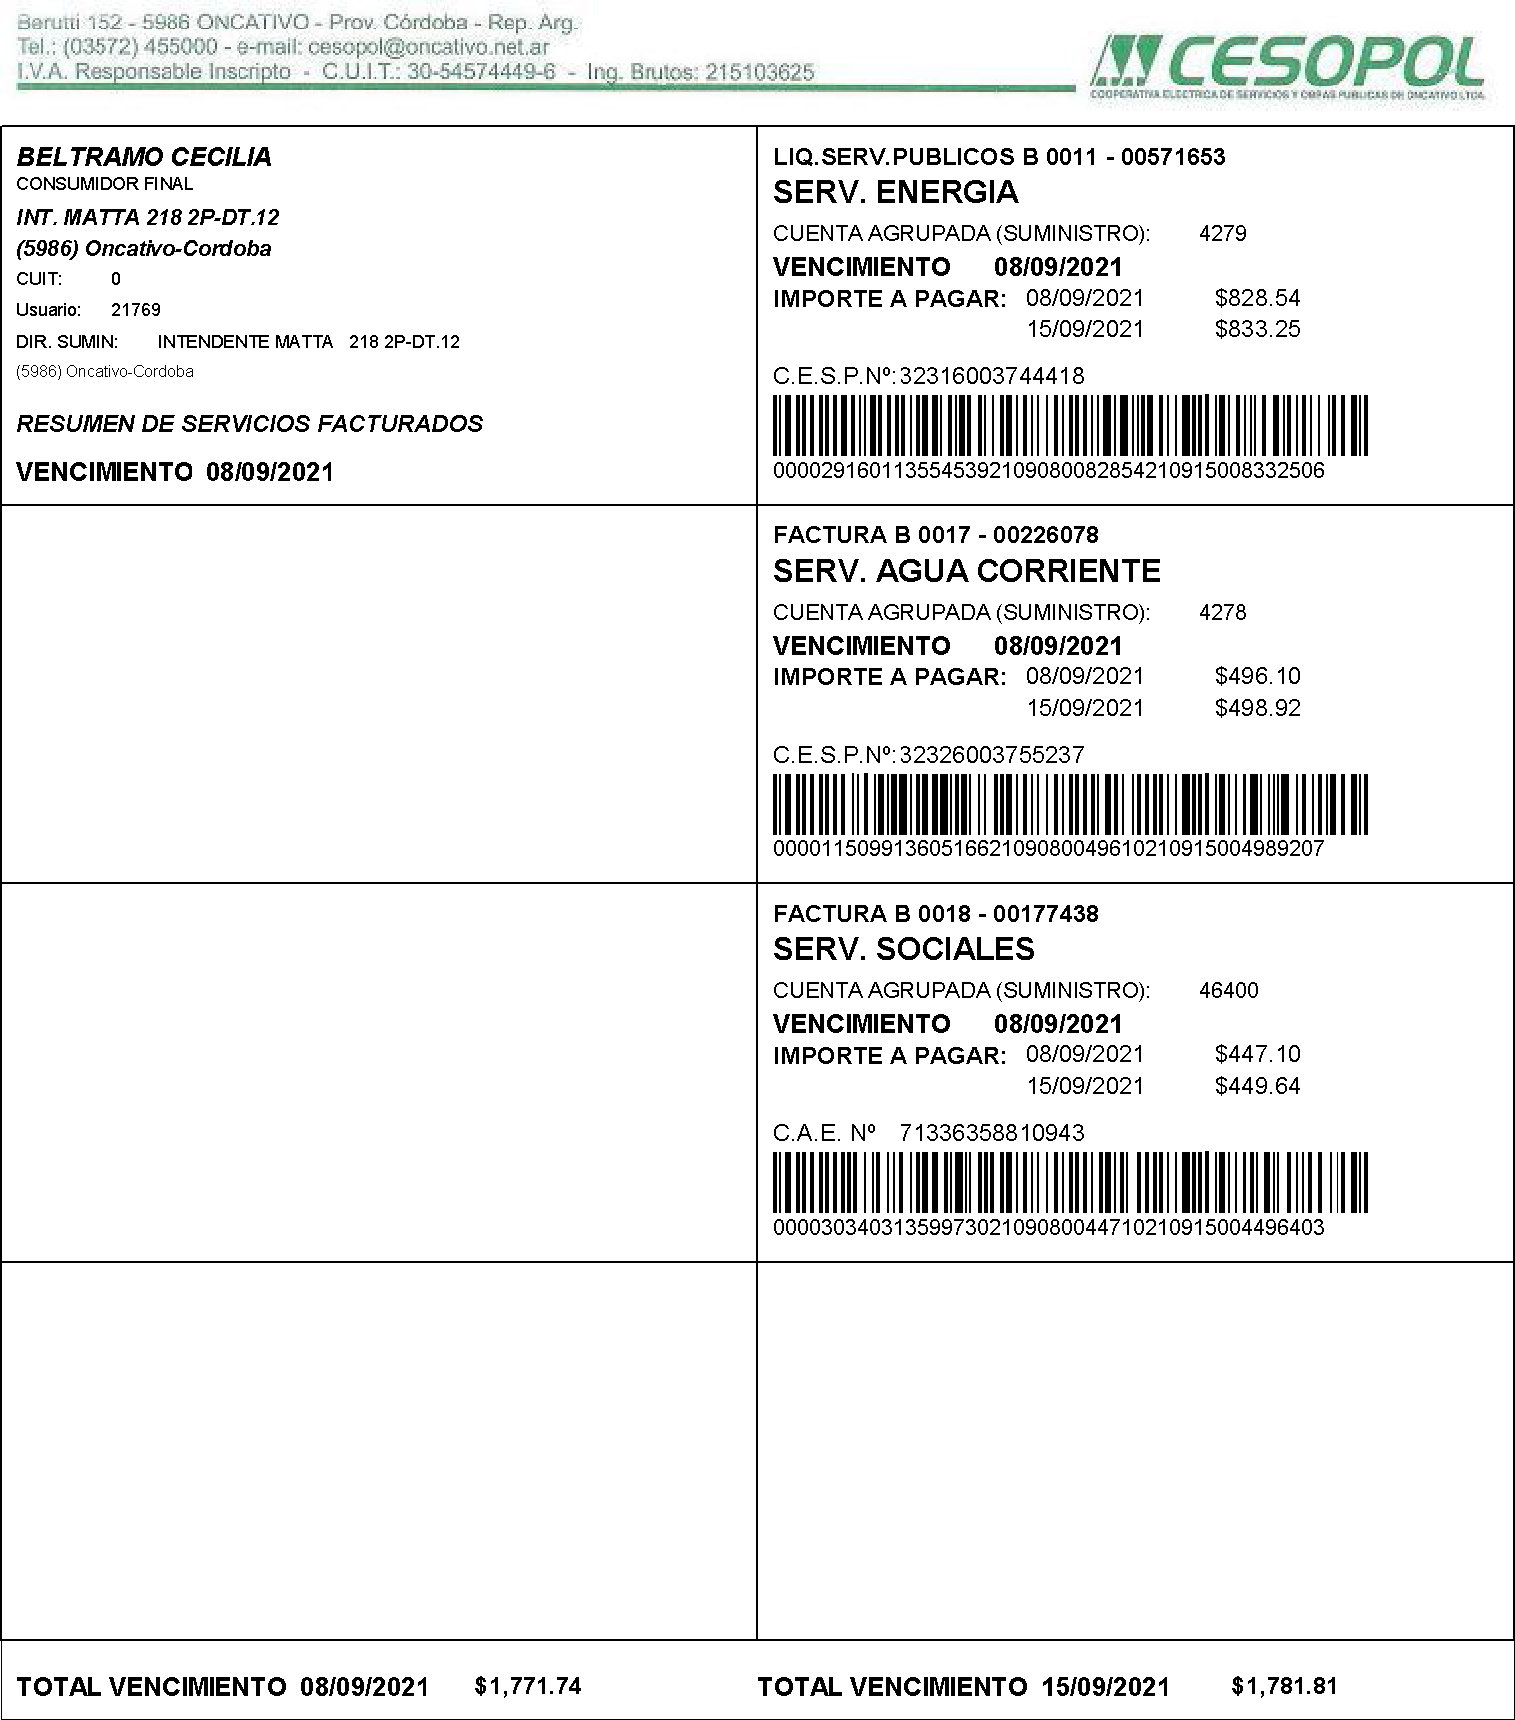 Berutti 152 - 5986 ONCATIVO - Prov. Córdoba - Rep. Arg.
Tel.: (03572) 455000 - e-mail: cesopol@oncativo.net.ar
I.V.A. Responsable Inscripto - C.U.I.T.: 30-54574449-6 - Ing. Brutos: 215103625
CESOPOL
COOPERATIVA ELECTRICA DE SERVICIOS Y OBRAS PUBLICAS DE ONCATIVO LTDA.
BELTRAMO CECILIA
CONSUMIDOR FINAL
INT. MATTA 218 2P-DT.12
(5986) Oncativo-Cordoba
CUIT: 0
Usuario: 21769
DIR. SUMIN: INTENDENTE MATTA 218 2P-DT.12
(5986) Oncativo-Cordoba
RESUMEN DE SERVICIOS FACTURADOS
VENCIMIENTO 08/09/2021
LIQ.SERV.PUBLICOS B 0011 - 00571653
SERV. ENERGIA
CUENTA AGRUPADA (SUMINISTRO): 4279
VENCIMIENTO 08/09/2021
IMPORTE A PAGAR: 08/09/2021 $828.54
15/09/2021 $833.25
C.E.S.P.Nº: 32316003744418
00002916011355453921090800828542109150083325​06
FACTURA B 0017 - 00226078
SERV. AGUA CORRIENTE
CUENTA AGRUPADA (SUMINISTRO): 4278
VENCIMIENTO 08/09/2021
IMPORTE A PAGAR: 08/09/2021 $496.10
15/09/2021 $498.92
C.E.S.P.Nº: 32326003755237
0000115099136051662109080049610210915004989207
FACTURA B 0018 - 00177438
SERV. SOCIALES
CUENTA AGRUPADA (SUMINISTRO): 46400
VENCIMIENTO 08/09/2021
IMPORTE A PAGAR: 08/09/2021 $447.10
15/09/2021 $449.64
C.A.E. Nº 71336358810943
0000303403135997302109080044710210915004496403
TOTAL VENCIMIENTO 08/09/2021 $1,771.74
TOTAL VENCIMIENTO 15/09/2021 $1,781.81